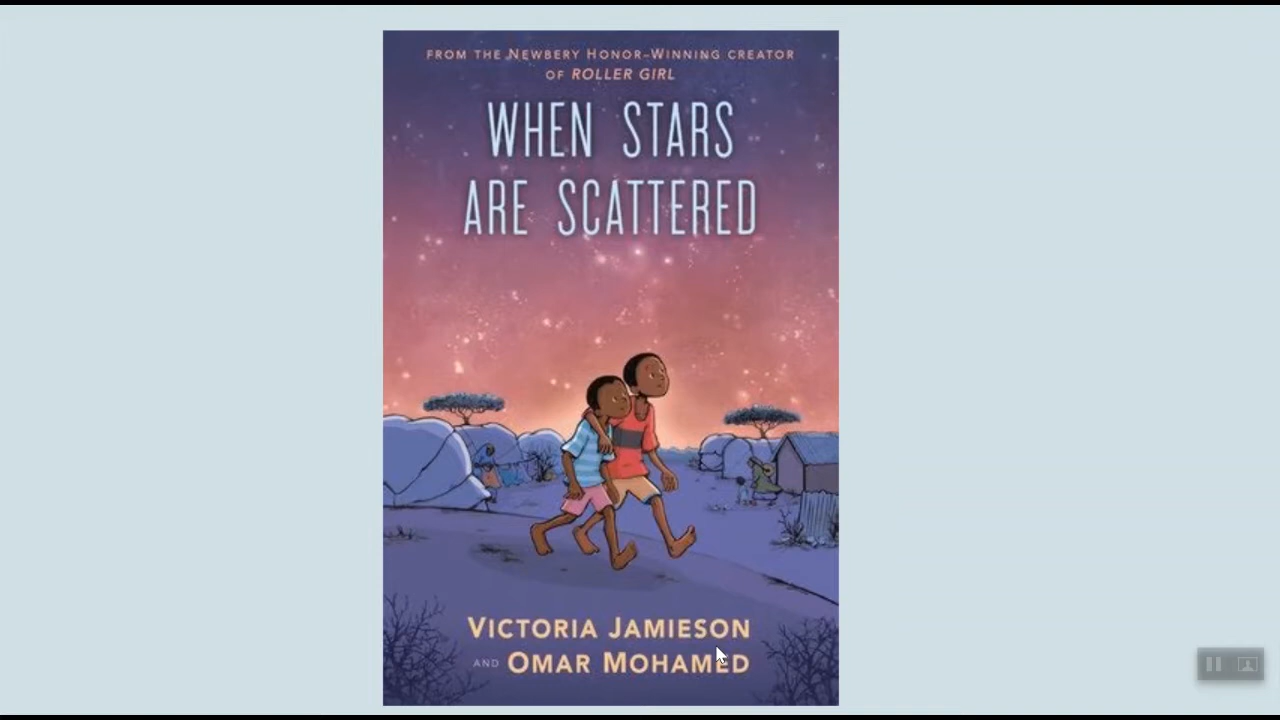 FROM THE NEWBERY HONOR–WINNING CREATOR
OF ROLLER GIRL
WHEN STARS
ARE SCATTERED
VICTORIA JAMIESON
AND OMAR MOHAMED